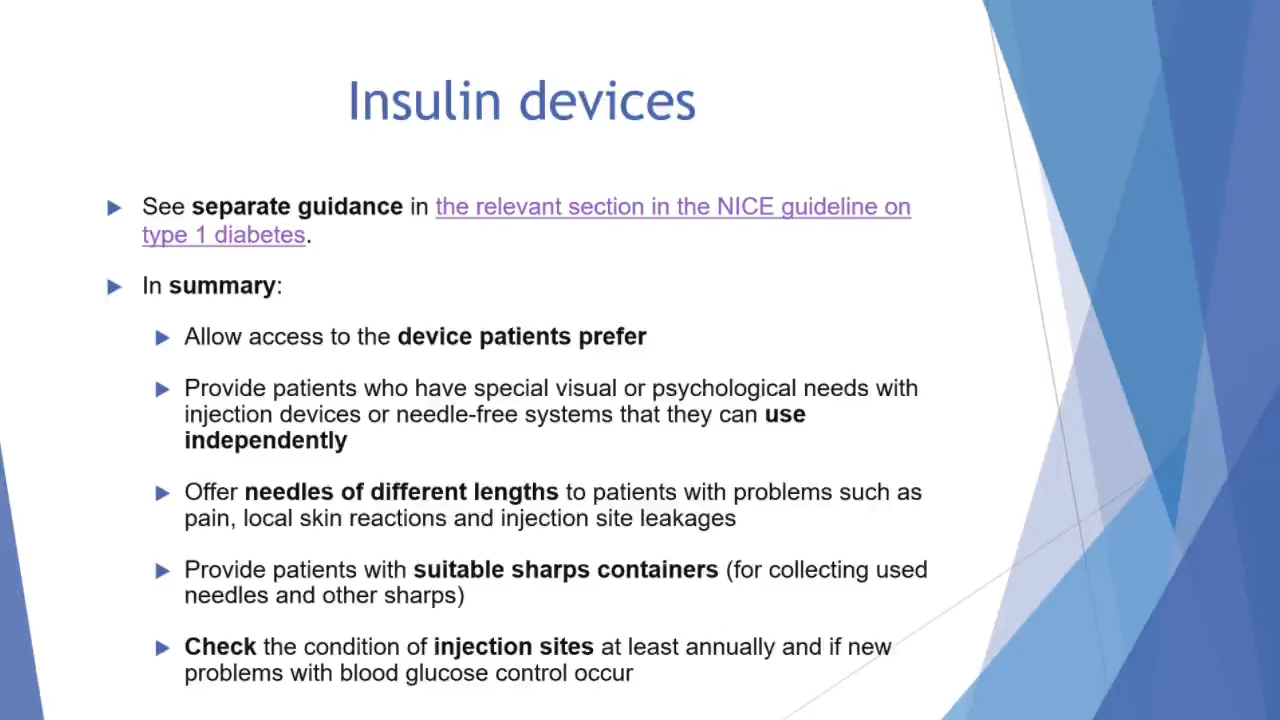 Insulin devices
See separate guidance in the relevant section in the NICE guideline on
type 1 diabetes.
In summary:
Allow access to the device patients prefer
Provide patients who have special visual or psychological needs with
injection devices or needle-free systems that they can use
independently
Offer needles of different lengths to patients with problems such as
pain, local skin reactions and injection site leakages
Provide patients with suitable sharps containers (for collecting used
needles and other sharps)
Check the condition of injection sites at least annually and if new
problems with blood glucose control occur